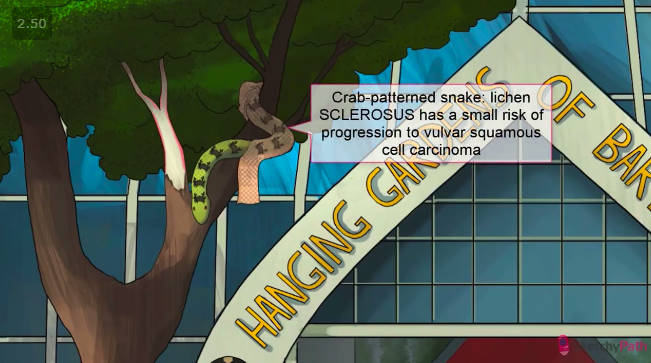 2.50
Crab-patterned snake: lichen
SCLEROSUS has a small risk of
progression to vulvar squamous
cell carcinoma
HANGING GARDENS
OF